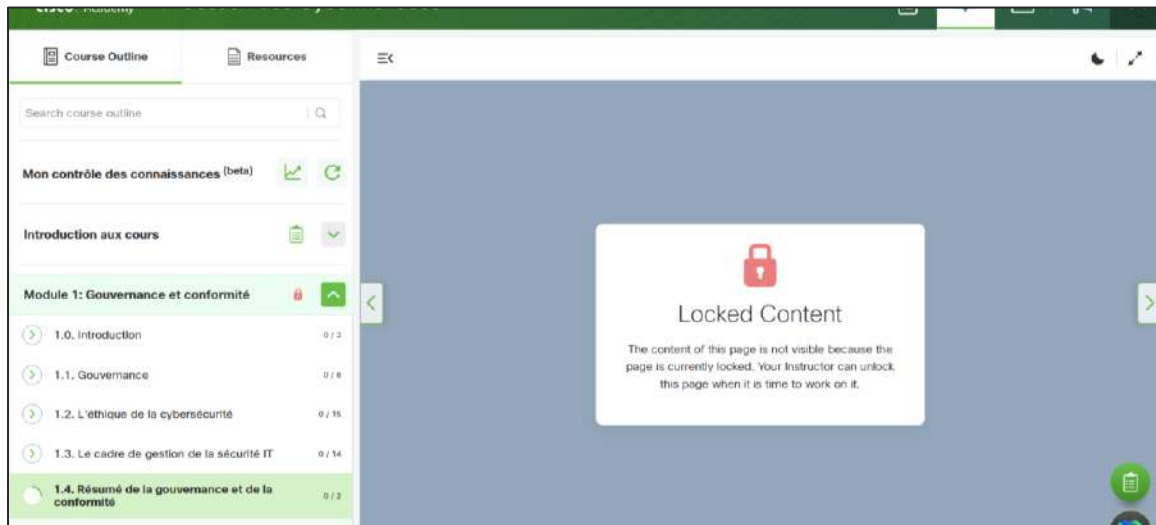 Academy
Course Outline
Resources
Search course outline
Mon contrôle des connaissances (beta)
Introduction aux cours
Module 1: Gouvernance et conformité
1.0. Introduction
0 / 3
1.1. Gouvernance
0 / 8
1.2. L'éthique de la cybersécurité
0 / 15
1.3. Le cadre de gestion de la sécurité IT
0 / 14
1.4. Résumé de la gouvernance et de la
conformité
0 / 2
Locked Content
The content of this page is not visible because the
page is currently locked. Your Instructor can unlock
this page when it is time to work on it.